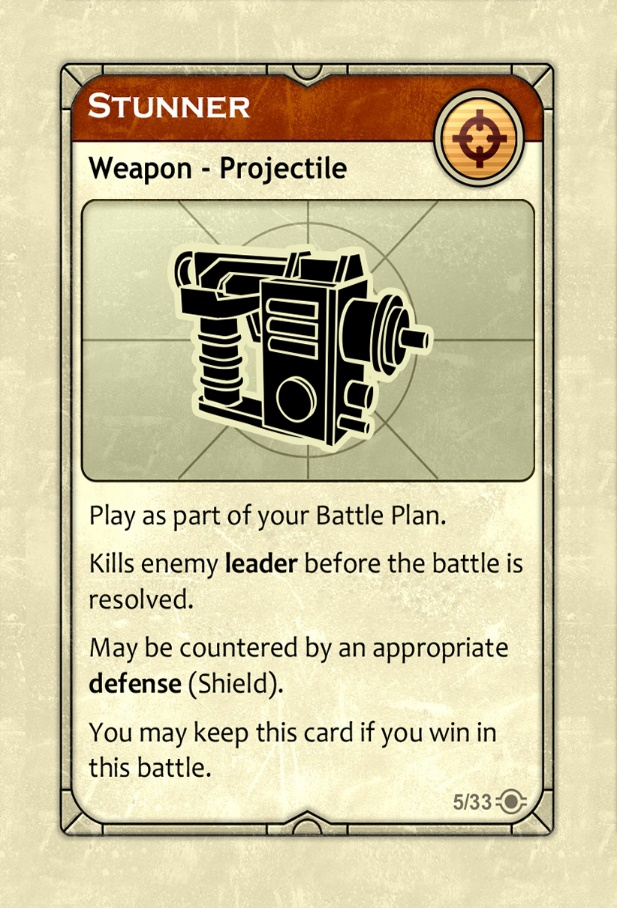 STUNNER
Weapon - Projectile
Play as part of your Battle Plan.
Kills enemy leader before the battle is
resolved.
May be countered by an appropriate
defense (Shield).
You may keep this card if you win in
this battle.
5/33